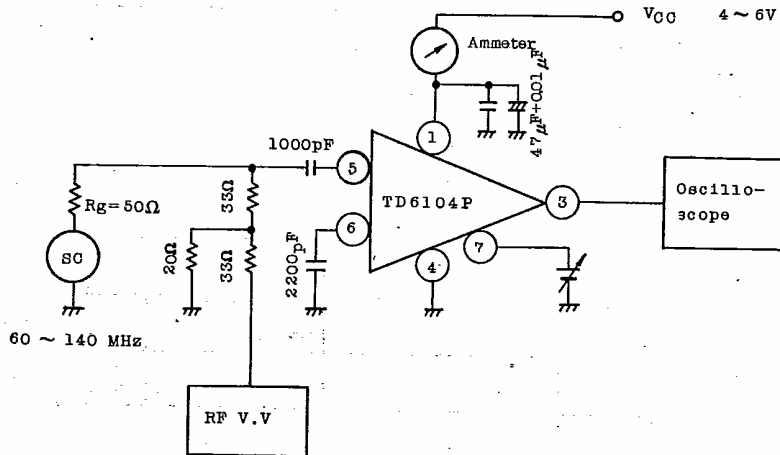 VCC 4 ~ 6V
Ammeter
47μF+0.01μF
1
1000pF
5
33Ω
Rg=50Ω
TD6104P
3
Oscillo-
scope
6
7
SG
20Ω
33Ω
2200pF
4
60 ~ 140 MHz
RF V.V